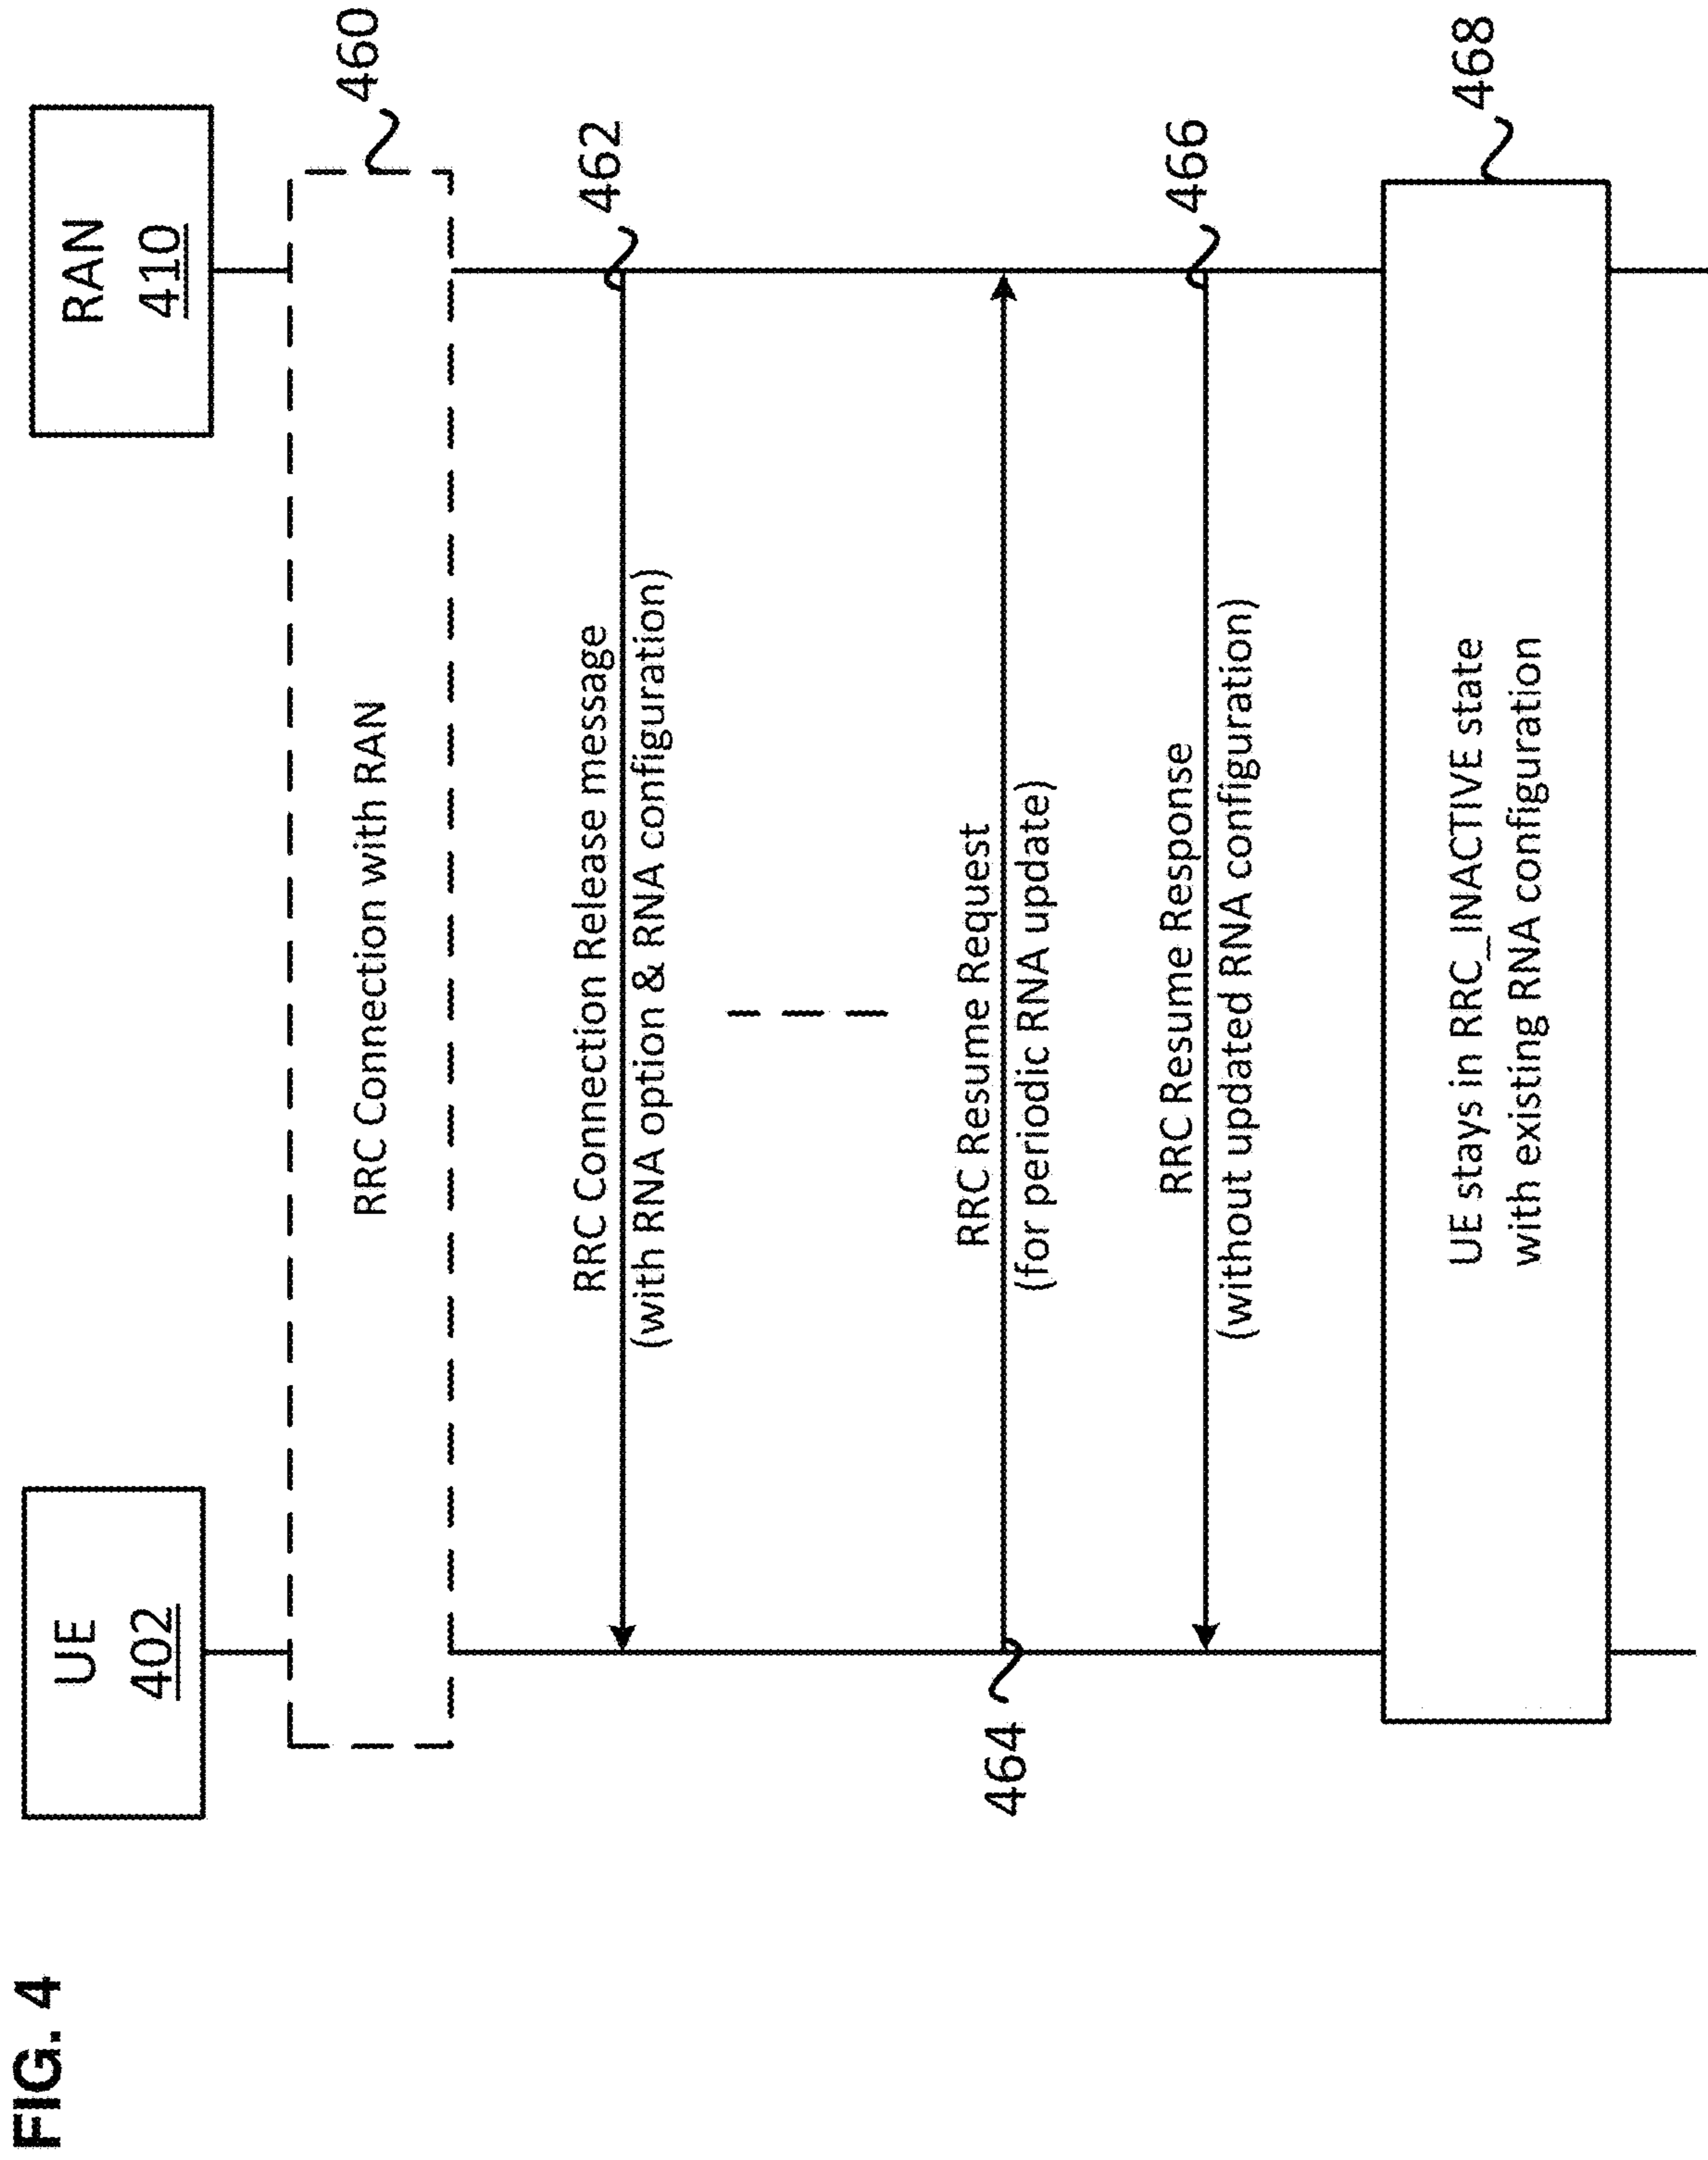 FIG. 4
UE
402
RAN
410
460
RRC Connection with RAN
462
RRC Connection Release message
(with RNA option & RNA configuration)
464
RRC Resume Request
(for periodic RNA update)
466
RRC Resume Response
(without updated RNA configuration)
468
UE stays in RRC_INACTIVE state
with existing RNA configuration